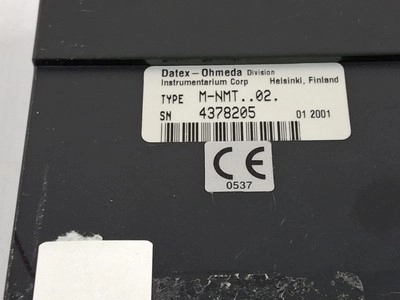 Datex-Ohmeda Division
Instrumentarium Corp Helsinki, Finland
TYPE M-NMT..02.
SN 4378205 01 2001
CE
0537